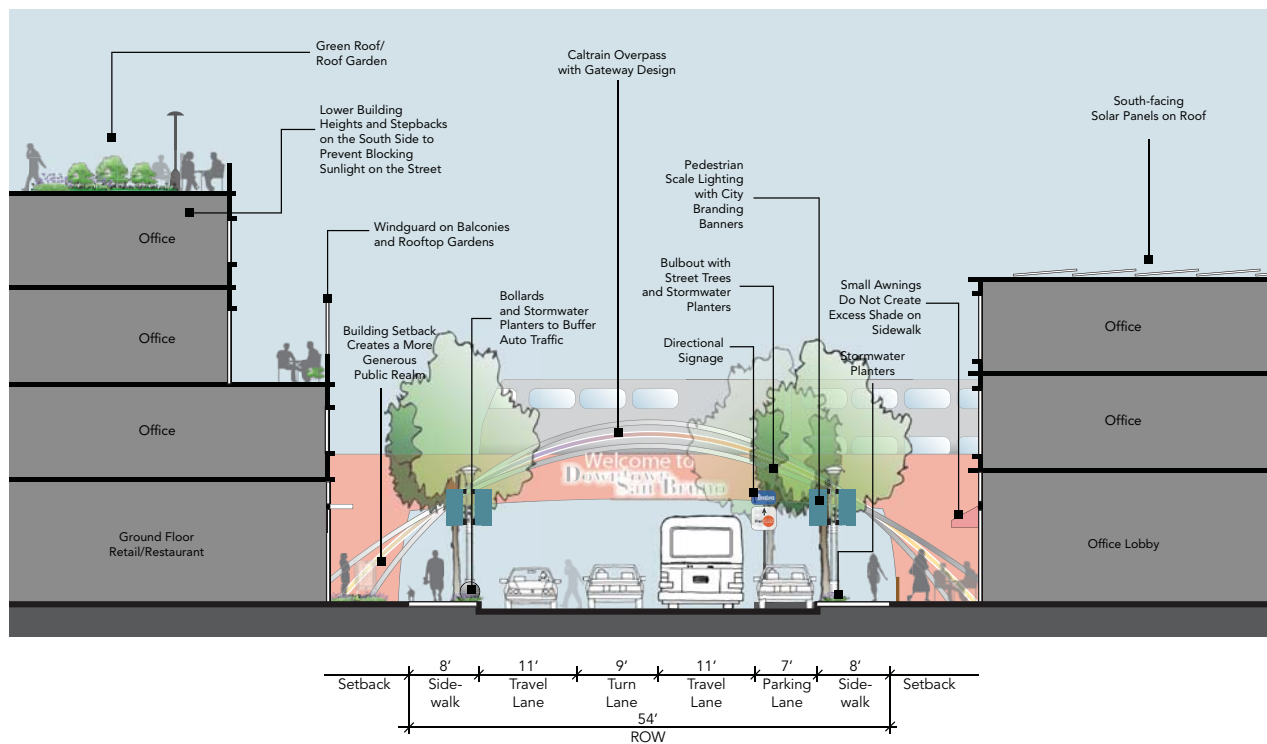 Green Roof/
Roof Garden
Caltrain Overpass
with Gateway Design
South-facing
Solar Panels on Roof
Lower Building
Heights and Stepbacks
on the South Side to
Prevent Blocking
Sunlight on the Street
Pedestrian
Scale Lighting
with City
Branding
Banners
Windguard on Balconies
and Rooftop Gardens
Bulbout with
Street Trees
and Stormwater
Planters
Small Awnings
Do Not Create
Excess Shade on
Sidewalk
Bollards
and Stormwater
Planters to Buffer
Auto Traffic
Building Setback
Creates a More
Generous
Public Realm
Directional
Signage
Stormwater
Planters
Office
Office
Office
Ground Floor
Retail/Restaurant
Office
Office
Office Lobby
Welcome to
Downtown
San Bruno
8' 11' 9' 11' 7' 8'
Setback Side- Travel Turn Travel Parking Side- Setback
walk Lane Lane Lane Lane walk
54'
ROW